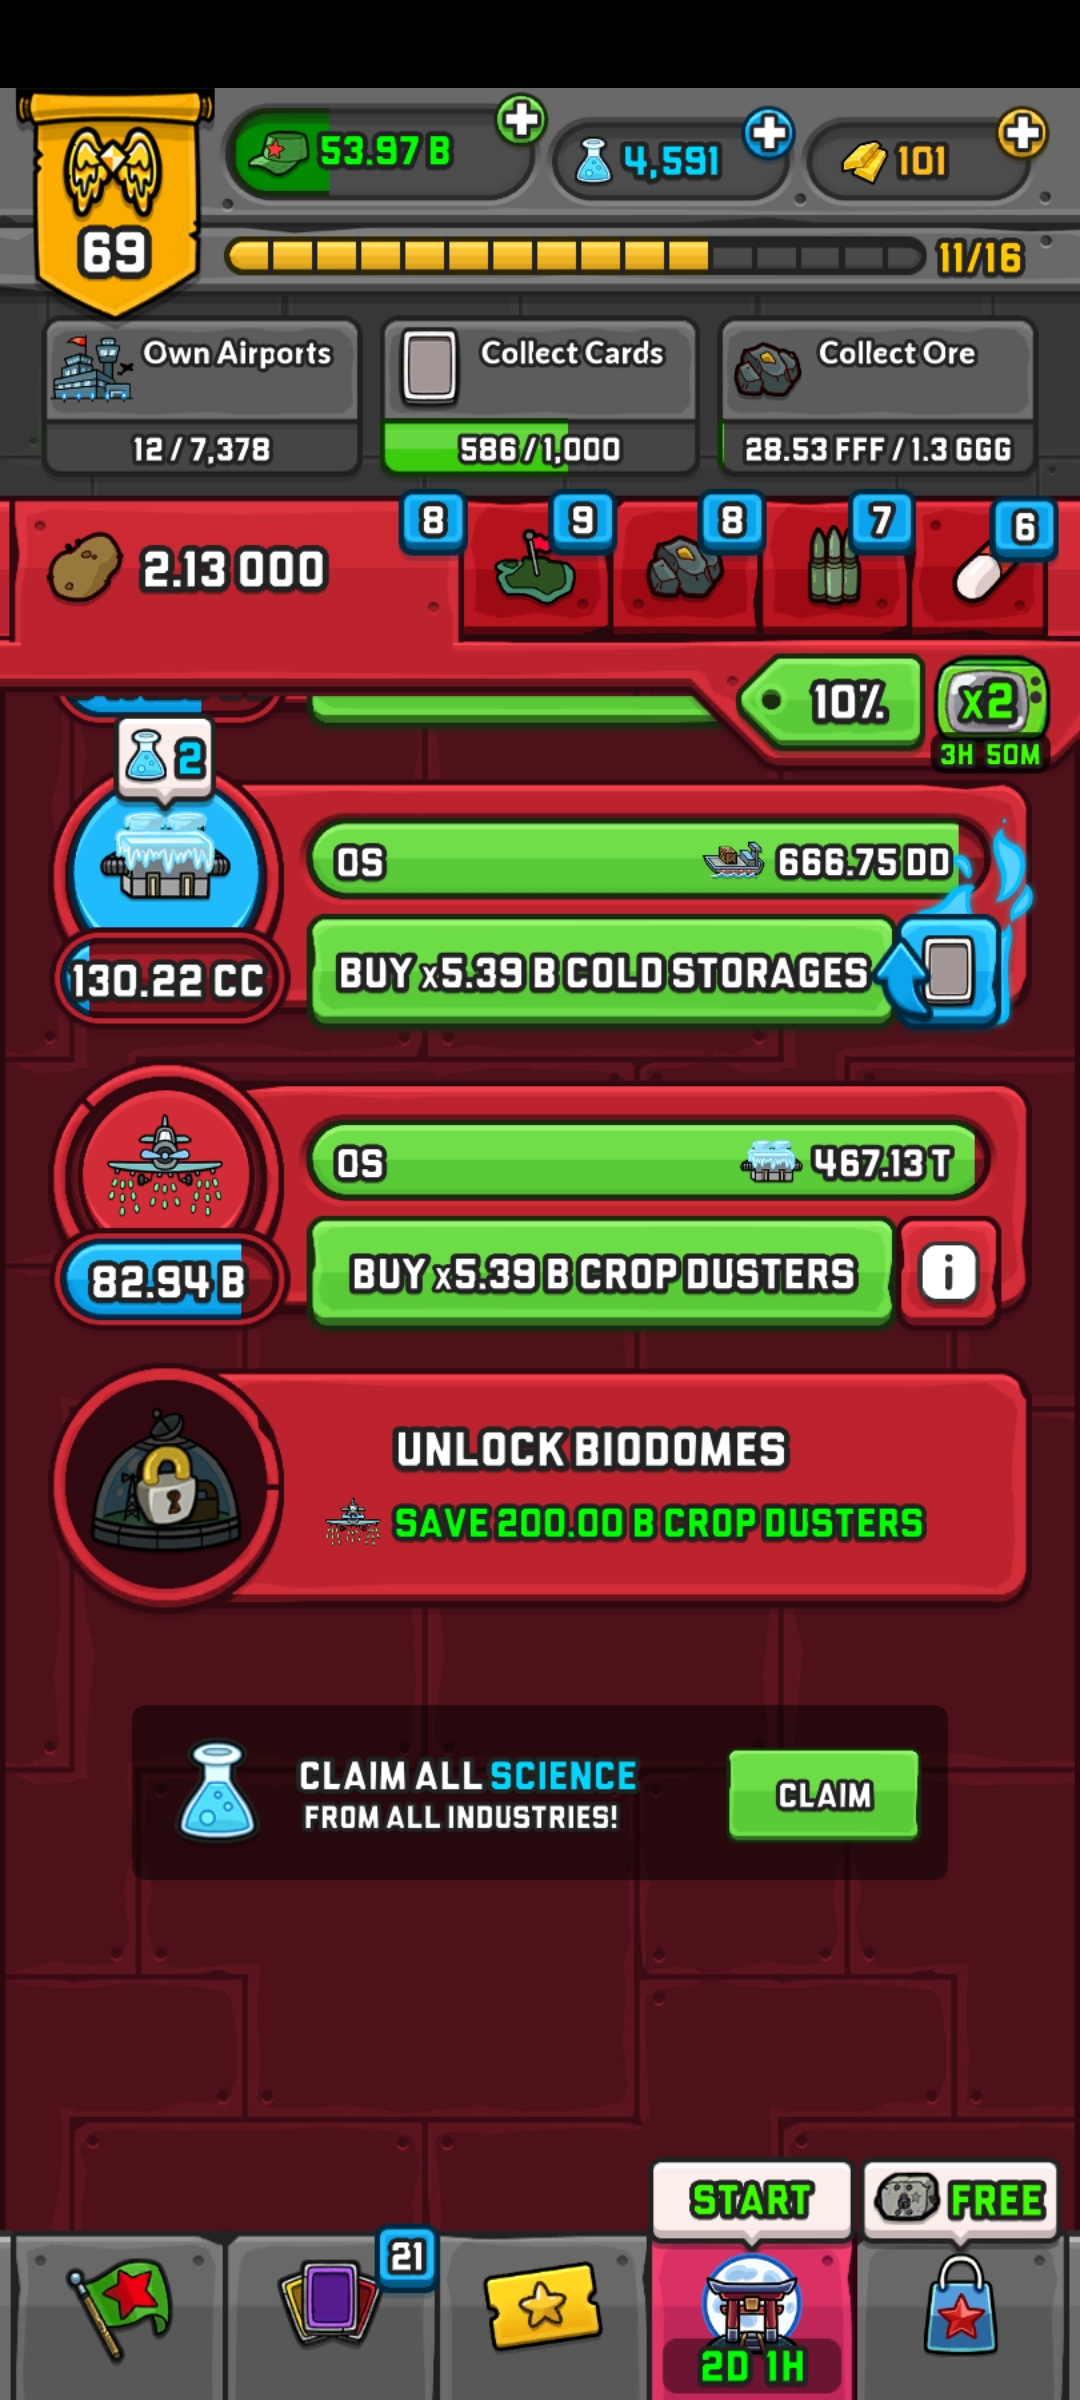 53.97 B
4,591
101
69
11/16
Own Airports
Collect Cards
Collect Ore
12 / 7,378
586/1,000
28.53 FFF / 1.3 GGG
8
9
8
7
6
2.13 OOO
10%
x2
3H 50M
2
0S
666.75 DD
130.22 CC
BUY x5.39 B COLD STORAGES
0S
467.13 T
82.94 B
BUY x5.39 B CROP DUSTERS
i
UNLOCK BIODOMES
SAVE 200.00 B CROP DUSTERS
CLAIM ALL SCIENCE
FROM ALL INDUSTRIES!
CLAIM
START
FREE
21
2D 1H